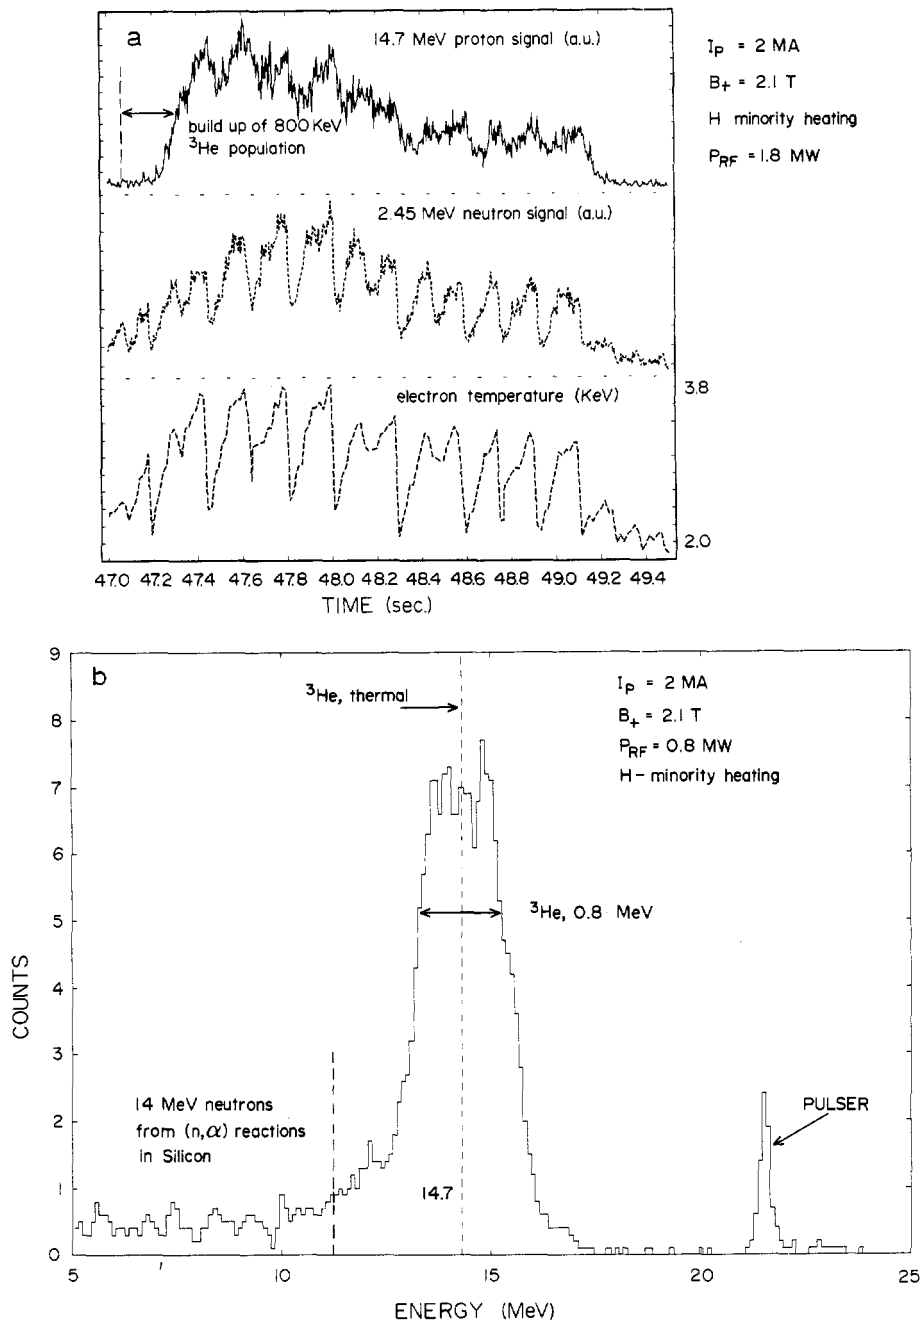 a
14.7 MeV proton signal (a.u.)
build up of 800 KeV
³He population
I_P = 2 MA
B_+ = 2.1 T
H minority heating
P_RF = 1.8 MW
2.45 MeV neutron signal (a.u.)
electron temperature (KeV)
3.8
2.0
47.0 47.2 47.4 47.6 47.8 48.0 48.2 48.4 48.6 48.8 49.0 49.2 49.4
TIME (sec.)
b
9
8
7
6
5
4
3
2
1
0
³He, thermal
I_P = 2 MA
B_+ = 2.1 T
P_RF = 0.8 MW
H-minority heating
³He, 0.8 MeV
14 MeV neutrons
from (n,α) reactions
in Silicon
14.7
PULSER
COUNTS
5 10 15 20 25
ENERGY (MeV)